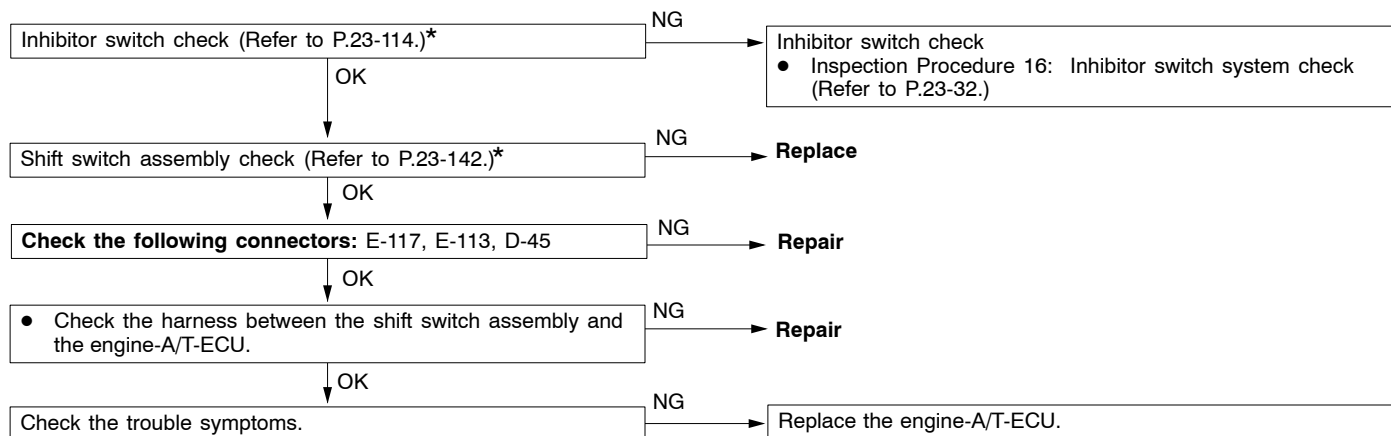 Inhibitor switch check (Refer to P.23-114.)*
NG
Inhibitor switch check
● Inspection Procedure 16: Inhibitor switch system check
(Refer to P.23-32.)
OK
Shift switch assembly check (Refer to P.23-142.)*
NG
Replace
OK
Check the following connectors: E-117, E-113, D-45
NG
Repair
OK
● Check the harness between the shift switch assembly and
the engine-A/T-ECU.
NG
Repair
OK
Check the trouble symptoms.
NG
Replace the engine-A/T-ECU.